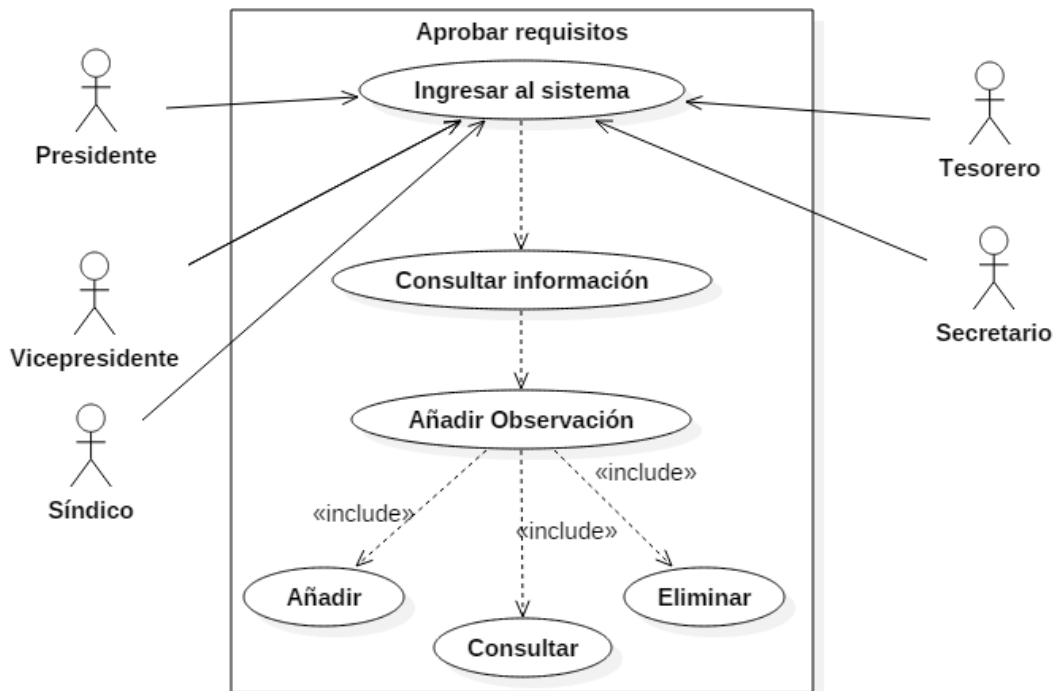 Aprobar requisitos
Ingresar al sistema
Presidente
Tesorero
Consultar información
Secretario
Vicepresidente
Añadir Observación
«include»
«include»
«include»
Síndico
Añadir
Eliminar
Consultar